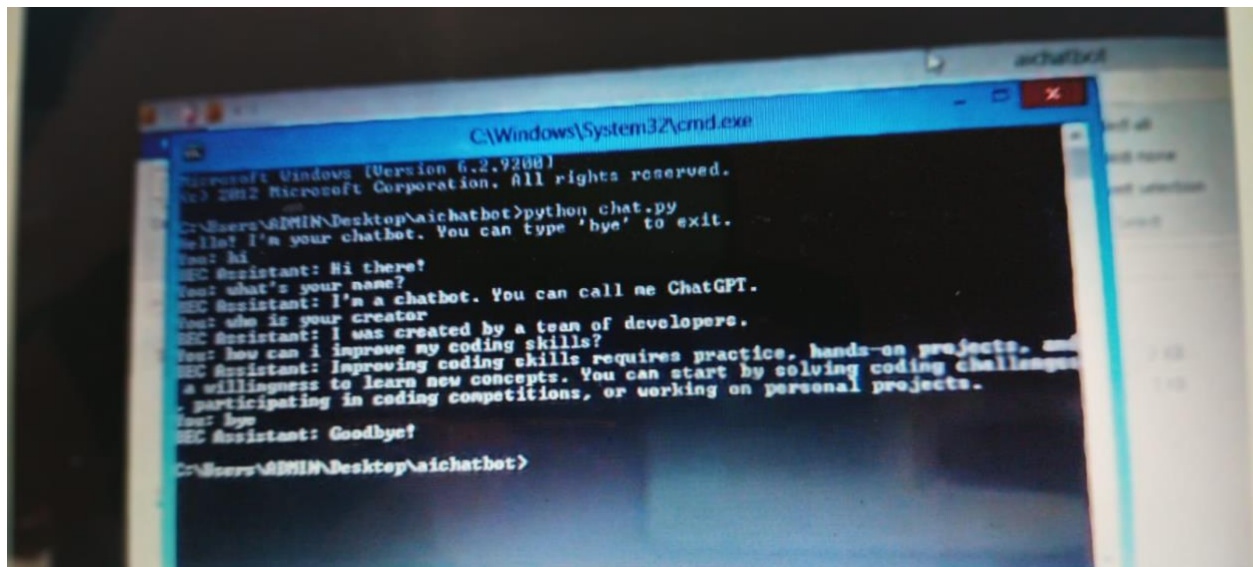 aichatbot
C:\Windows\System32\cmd.exe
Microsoft Windows [Version 6.2.9200]
(c) 2012 Microsoft Corporation. All rights reserved.
C:\Users\ADMIN\Desktop\aichatbot>python chat.py
Hello! I'm your chatbot. You can type 'bye' to exit.
You: hi
BEC Assistant: Hi there!
You: what's your name?
BEC Assistant: I'm a chatbot. You can call me ChatGPT.
You: who is your creator
BEC Assistant: I was created by a team of developers.
You: how can i improve my coding skills?
BEC Assistant: Improving coding skills requires practice, hands-on projects, and
a willingness to learn new concepts. You can start by solving coding challenges
, participating in coding competitions, or working on personal projects.
You: bye
BEC Assistant: Goodbye!
C:\Users\ADMIN\Desktop\aichatbot>
all
none
selection